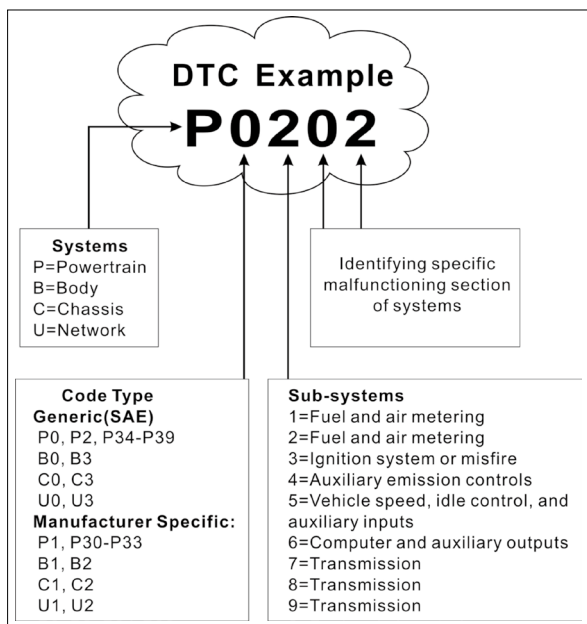 DTC Example
P0202
Systems
P=Powertrain
B=Body
C=Chassis
U=Network
Identifying specific
malfunctioning section
of systems
Code Type
Generic(SAE)
P0, P2, P34-P39
B0, B3
C0, C3
U0, U3
Manufacturer Specific:
P1, P30-P33
B1, B2
C1, C2
U1, U2
Sub-systems
1=Fuel and air metering
2=Fuel and air metering
3=Ignition system or misfire
4=Auxiliary emission controls
5=Vehicle speed, idle control, and
auxiliary inputs
6=Computer and auxiliary outputs
7=Transmission
8=Transmission
9=Transmission